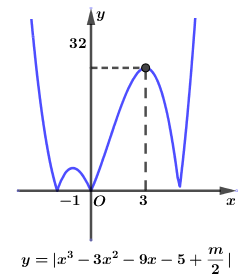 y
32
−1
O
3
x
y = |x³ − 3x² − 9x − 5 + m/2|